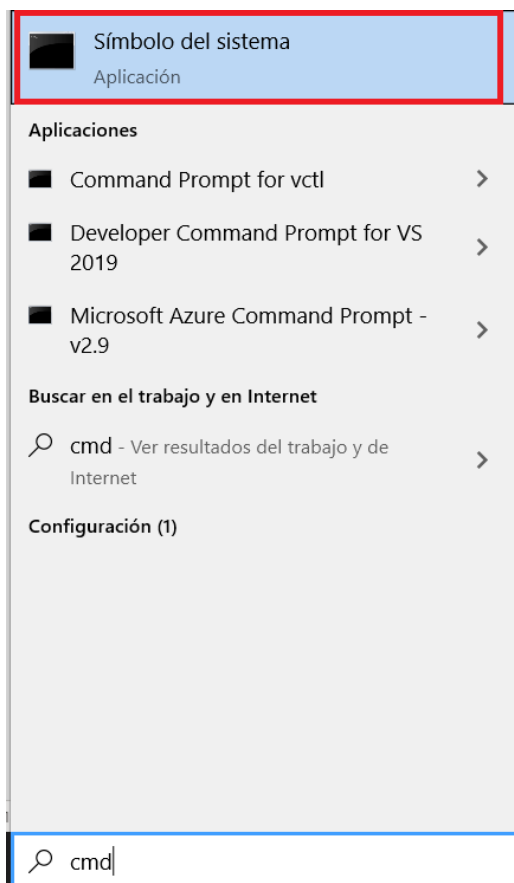 Símbolo del sistema
Aplicación
Aplicaciones
Command Prompt for vctl
Developer Command Prompt for VS
2019
Microsoft Azure Command Prompt -
v2.9
Buscar en el trabajo y en Internet
cmd - Ver resultados del trabajo y de
Internet
Configuración (1)
cmd